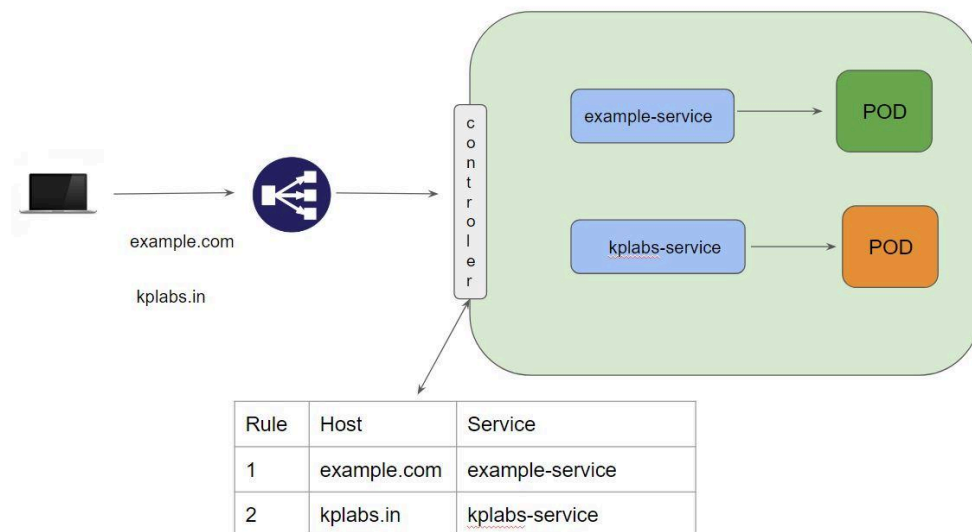 example.com
kplabs.in
controler
example-service
POD
kplabs-service
POD
Rule Host Service
1 example.com example-service
2 kplabs.in kplabs-service